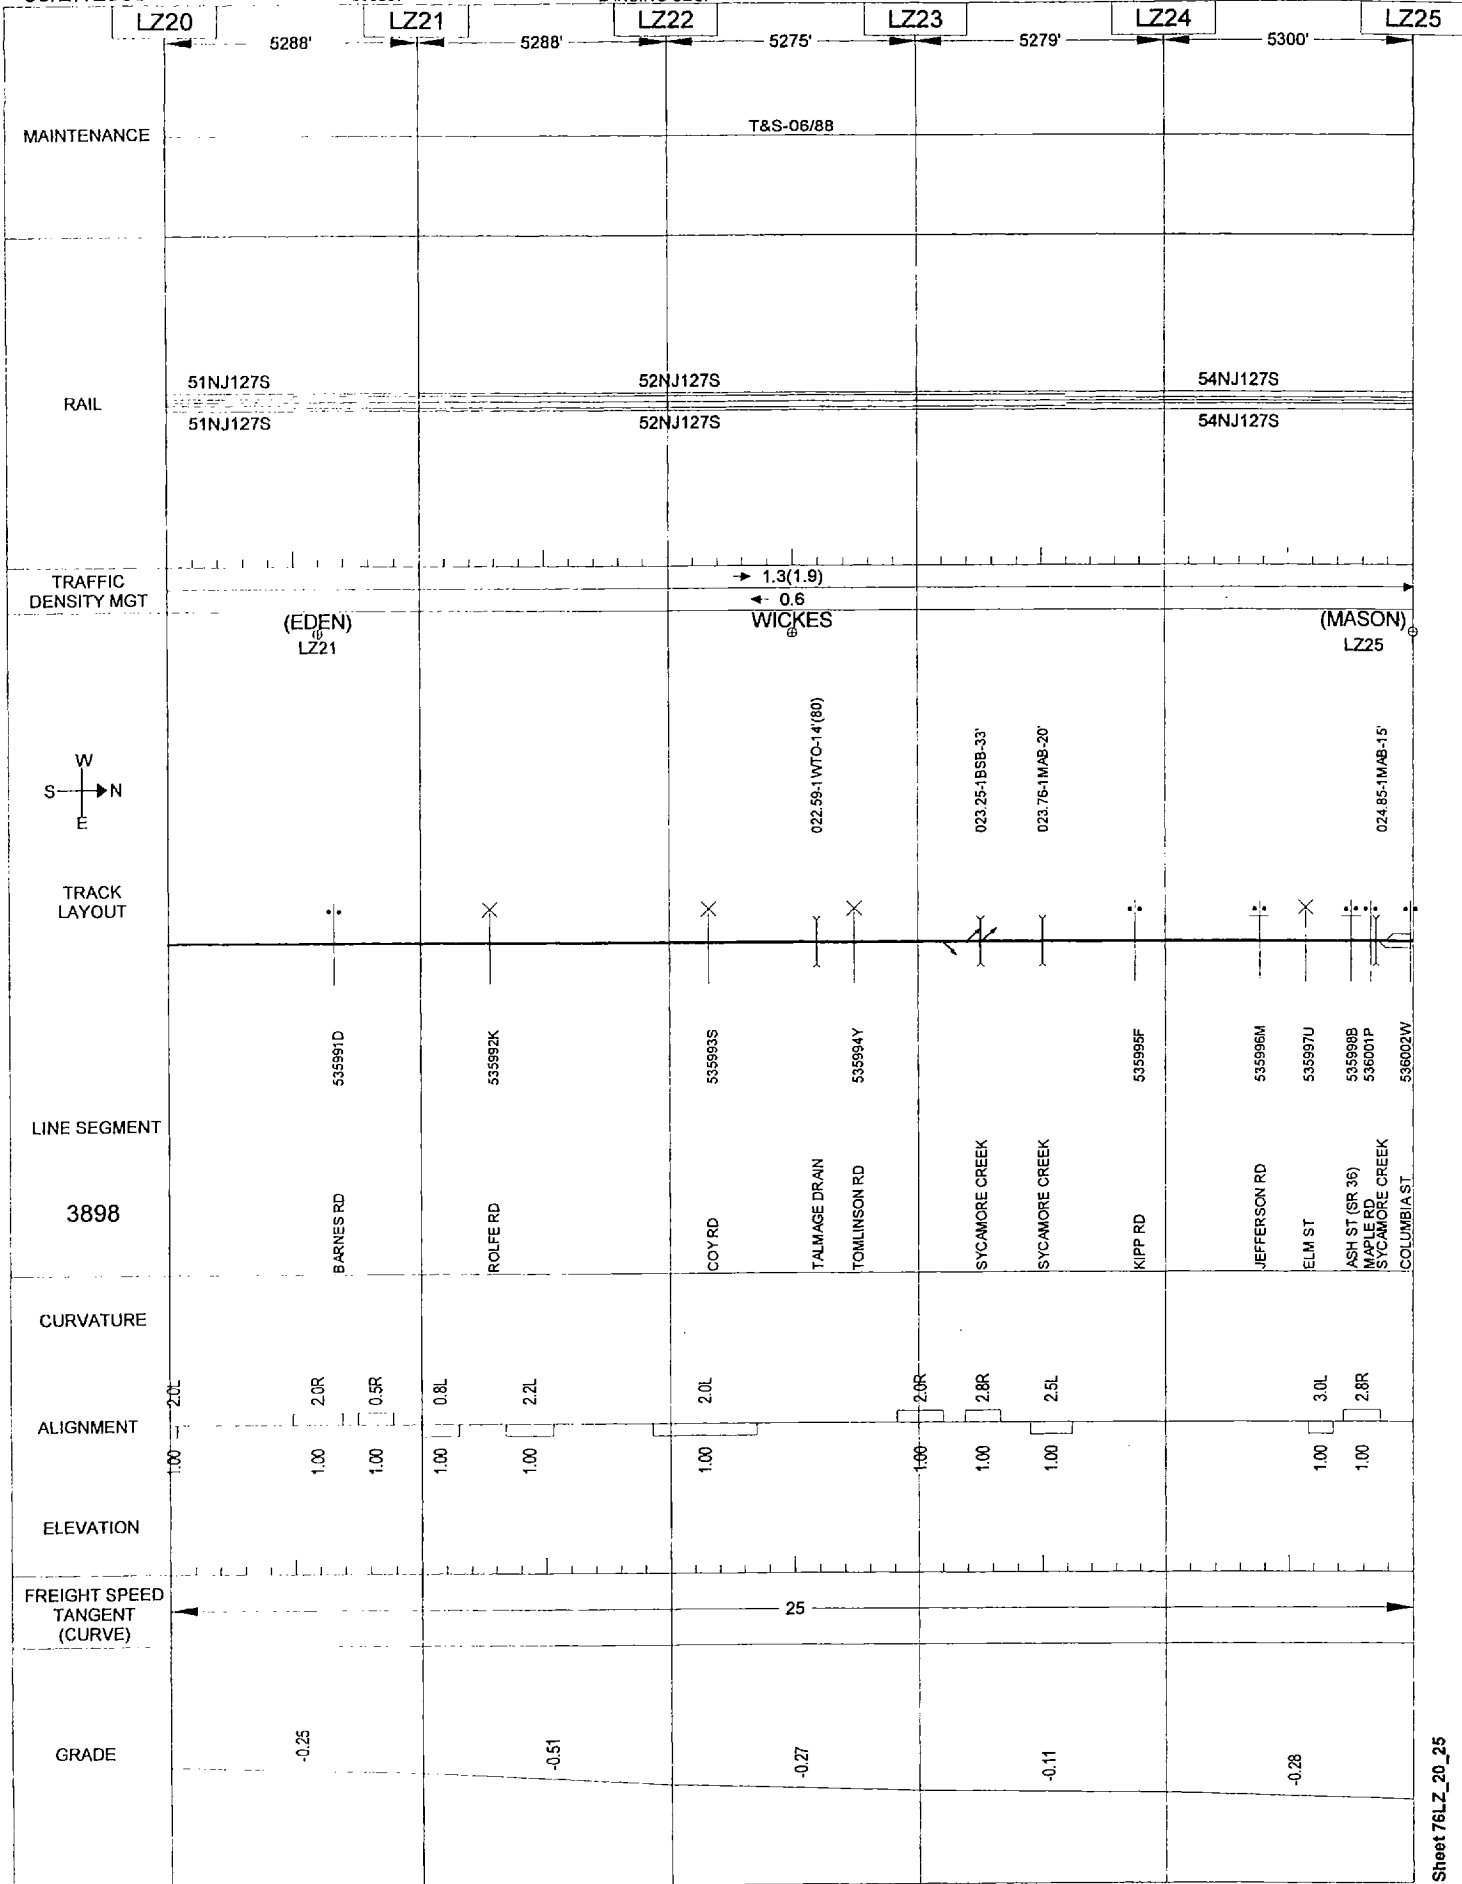 LZ20 LZ21 LZ22 LZ23 LZ24 LZ25
5288' 5288' 5275' 5279' 5300'
MAINTENANCE
T&S-06/88
RAIL
51NJ127S 52NJ127S 54NJ127S
51NJ127S 52NJ127S 54NJ127S
TRAFFIC
DENSITY MGT
1.3(1.9)
0.6
(EDEN) WICKES (MASON)
LZ21 LZ25
W
S N
E
022.59-1WTO-14'(80)
023.25-1BSB-33'
023.76-1MAB-20'
024.85-1MAB-15'
TRACK
LAYOUT
535991D
535992K
535993S
535994Y
535995F
535996M
535997U
535998B
536001P
536002W
LINE SEGMENT
3898
BARNES RD
ROLFE RD
COY RD
TALMAGE DRAIN
TOMLINSON RD
SYCAMORE CREEK
SYCAMORE CREEK
KIPP RD
JEFFERSON RD
ELM ST
ASH ST (SR 36)
MAPLE RD
SYCAMORE CREEK
COLUMBIA ST
CURVATURE
2.0L 2.0R 0.5R 0.8L 2.2L 2.0L 2.0R 2.8R 2.5L 3.0L 2.8R
ALIGNMENT
1.00 1.00 1.00 1.00 1.00 1.00 1.00 1.00 1.00 1.00 1.00
ELEVATION
FREIGHT SPEED
TANGENT
(CURVE)
25
GRADE
-0.25 -0.51 -0.27 -0.11 -0.28
Sheet 76LZ_20_25